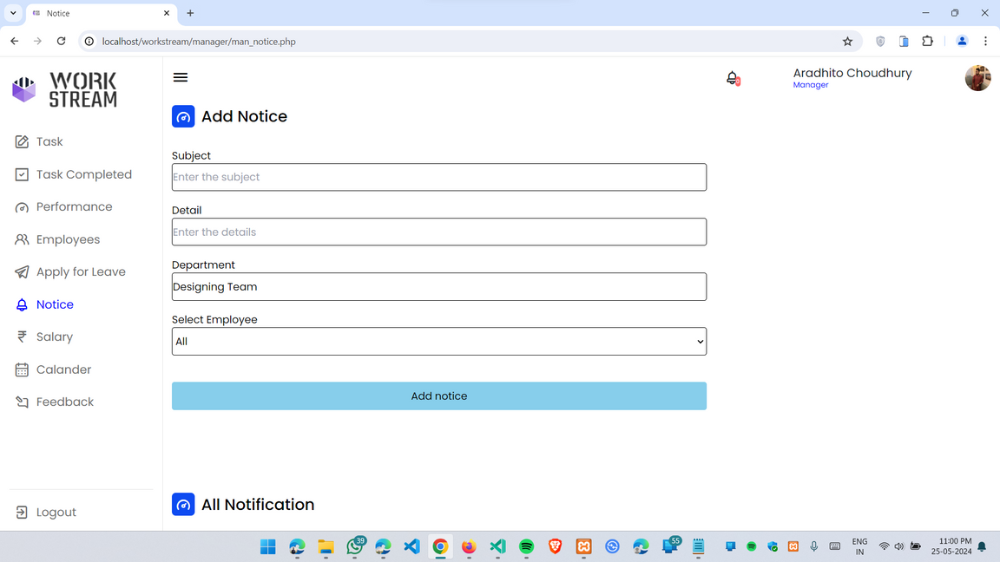 Notice
localhost/workstream/manager/man_notice.php
WORK
STREAM
Aradhito Choudhury
Manager
Task
Task Completed
Performance
Employees
Apply for Leave
Notice
Salary
Calander
Feedback
Logout
Add Notice
Subject
Enter the subject
Detail
Enter the details
Department
Designing Team
Select Employee
All
Add notice
All Notification
39
55
ENG
IN
11:00 PM
25-05-2024